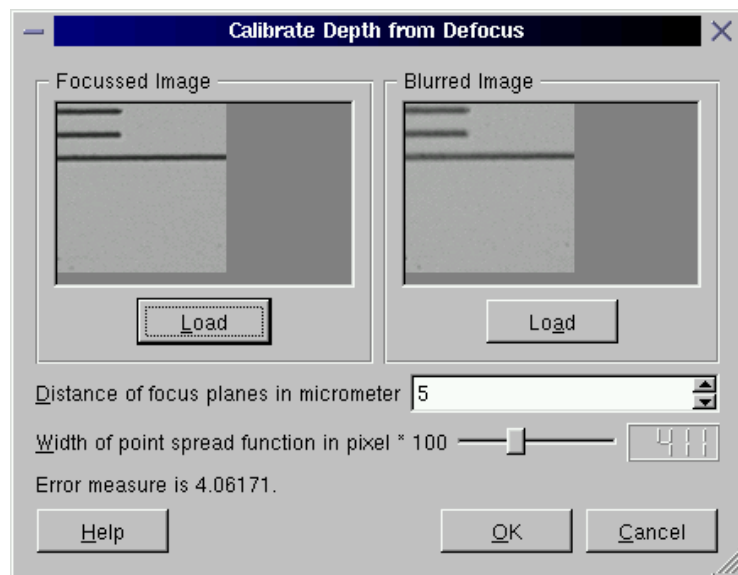 Calibrate Depth from Defocus
Focussed Image
Blurred Image
Load
Load
Distance of focus planes in micrometer 5
Width of point spread function in pixel * 100 411
Error measure is 4.06171.
Help
OK
Cancel